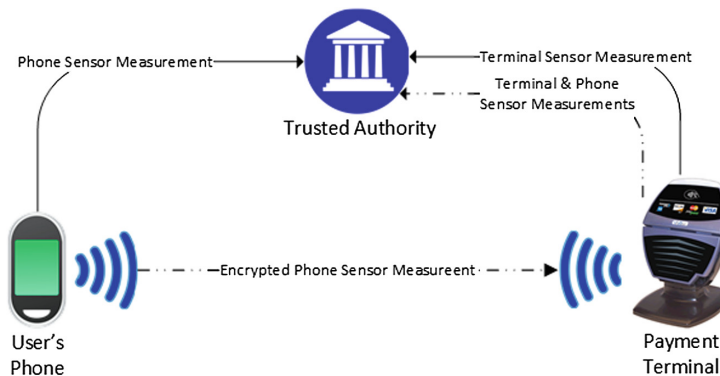 Phone Sensor Measurement
Terminal Sensor Measurement
Terminal & Phone
Sensor Measurements
Trusted Authority
Encrypted Phone Sensor Measureent
User's
Phone
Payment
Terminal